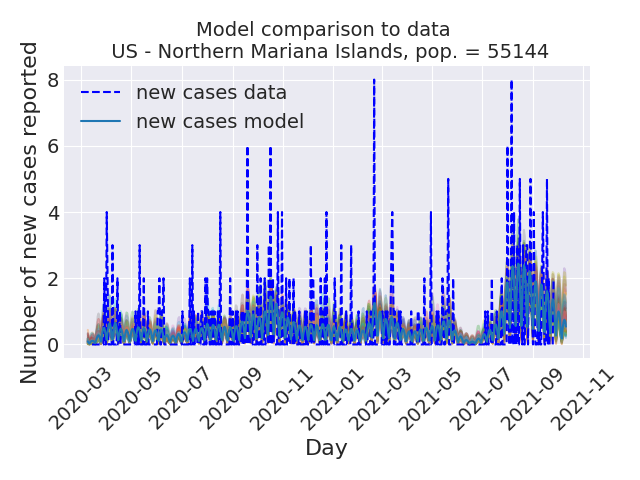 Model comparison to data
US - Northern Mariana Islands, pop. = 55144
Number of new cases reported
8
6
4
2
0
new cases data
new cases model
2020-03
2020-05
2020-07
2020-09
2020-11
2021-01
2021-03
2021-05
2021-07
2021-09
2021-11
Day